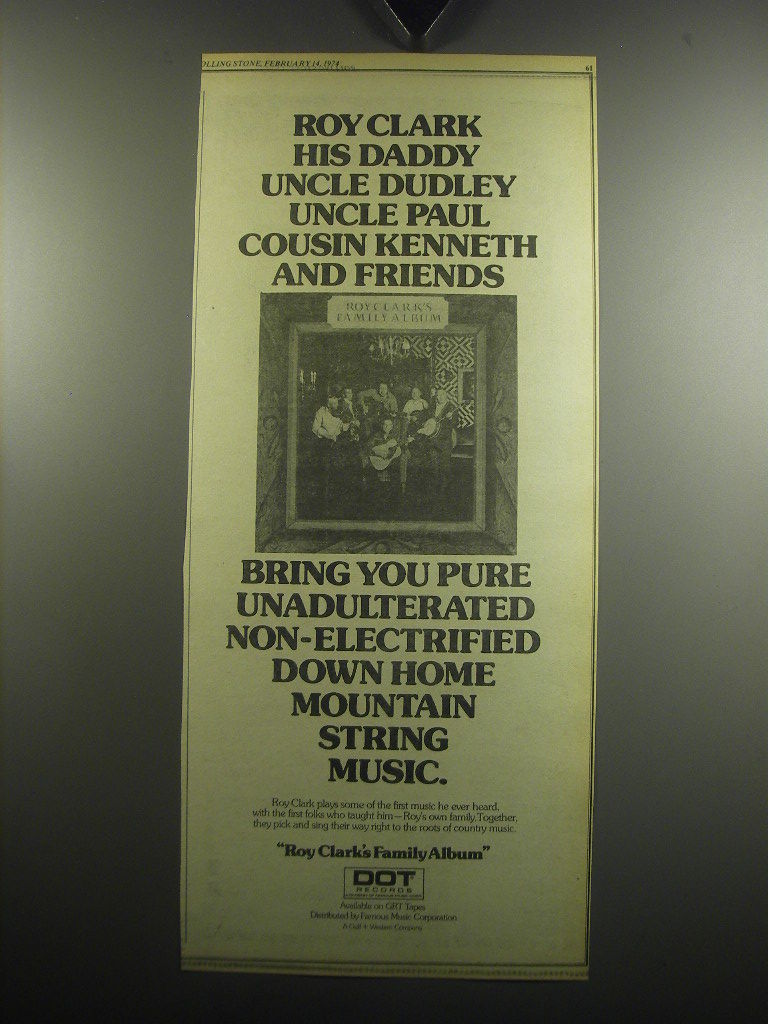 OLLING STONE, FEBRUARY 14, 1974
61
ROY CLARK
HIS DADDY
UNCLE DUDLEY
UNCLE PAUL
COUSIN KENNETH
AND FRIENDS
ROY CLARK'S
FAMILY ALBUM
BRING YOU PURE
UNADULTERATED
NON-ELECTRIFIED
DOWN HOME
MOUNTAIN
STRING
MUSIC.
Roy Clark plays some of the first music he ever heard,
with the first folks who taught him—Roy's own family. Together,
they pick and sing their way right to the roots of country music.
"Roy Clark's Family Album"
DOT
RECORDS
Available on GRT Tapes
Distributed by Famous Music Corporation
A Gulf + Western Company